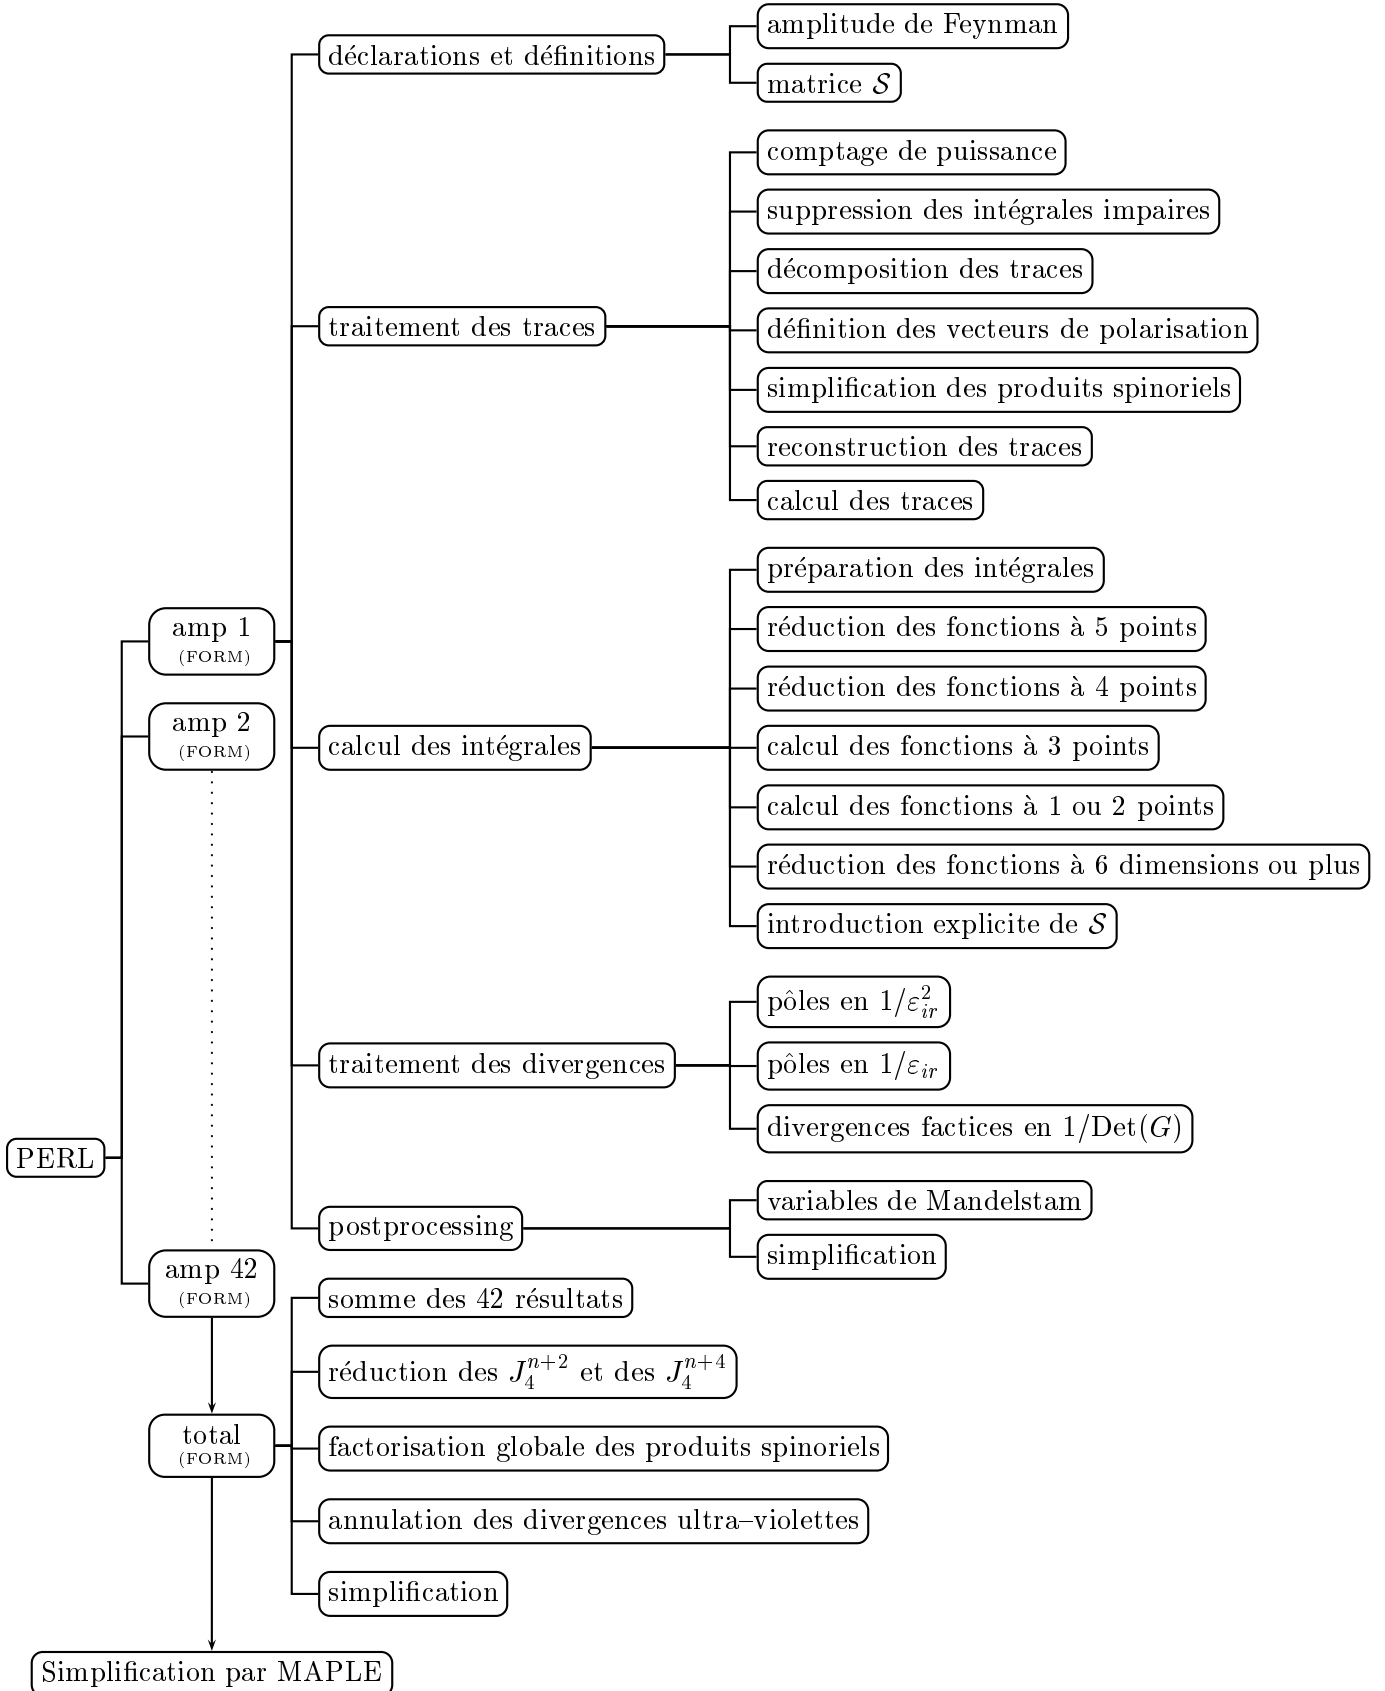 amplitude de Feynman
déclarations et définitions
matrice 𝒮
comptage de puissance
suppression des intégrales impaires
décomposition des traces
traitement des traces
définition des vecteurs de polarisation
simplification des produits spinoriels
reconstruction des traces
calcul des traces
préparation des intégrales
amp 1
(FORM)
réduction des fonctions à 5 points
réduction des fonctions à 4 points
amp 2
(FORM)
calcul des intégrales
calcul des fonctions à 3 points
calcul des fonctions à 1 ou 2 points
réduction des fonctions à 6 dimensions ou plus
introduction explicite de 𝒮
pôles en $1/\varepsilon_{ir}^2$
traitement des divergences
pôles en $1/\varepsilon_{ir}$
divergences factices en $1/\mathrm{Det}(G)$
PERL
variables de Mandelstam
postprocessing
simplification
amp 42
(FORM)
somme des 42 résultats
réduction des $J_4^{n+2}$ et des $J_4^{n+4}$
total
(FORM)
factorisation globale des produits spinoriels
annulation des divergences ultra–violettes
simplification
Simplification par MAPLE